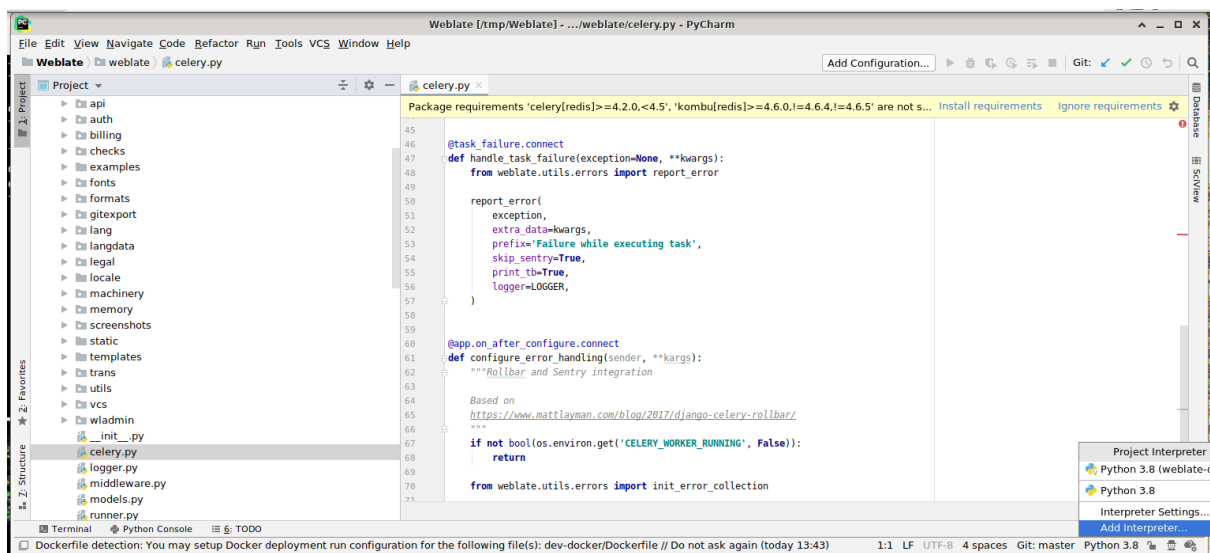 Weblate [/tmp/Weblate] - .../weblate/celery.py - PyCharm
File Edit View Navigate Code Refactor Run Tools VCS Window Help
Weblate weblate celery.py
Add Configuration...
Git:
1: Project
Project
celery.py
Package requirements 'celery[redis]>=4.2.0,<4.5', 'kombu[redis]>=4.6.0,!=4.6.4,!=4.6.5' are not s... Install requirements Ignore requirements
api
auth
billing
checks
examples
fonts
formats
gitexport
lang
langdata
legal
locale
machinery
memory
screenshots
static
templates
trans
utils
vcs
wladmin
__init__.py
celery.py
logger.py
middleware.py
models.py
runner.py
2: Favorites
Z: Structure
45
46 @task_failure.connect
47 def handle_task_failure(exception=None, **kwargs):
48 from weblate.utils.errors import report_error
49
50 report_error(
51 exception,
52 extra_data=kwargs,
53 prefix='Failure while executing task',
54 skip_sentry=True,
55 print_tb=True,
56 logger=LOGGER,
57 )
58
59
60 @app.on_after_configure.connect
61 def configure_error_handling(sender, **kargs):
62 """Rollbar and Sentry integration
63
64 Based on
65 https://www.mattlayman.com/blog/2017/django-celery-rollbar/
66 """
67 if not bool(os.environ.get('CELERY_WORKER_RUNNING', False)):
68 return
69
70 from weblate.utils.errors import init_error_collection
71
Database
SciView
Project Interpreter
Python 3.8 (weblate-
Python 3.8
Interpreter Settings...
Add Interpreter...
Terminal Python Console 6: TODO
Dockerfile detection: You may setup Docker deployment run configuration for the following file(s): dev-docker/Dockerfile // Do not ask again (today 13:43) 1:1 LF UTF-8 4 spaces Git: master Python 3.8